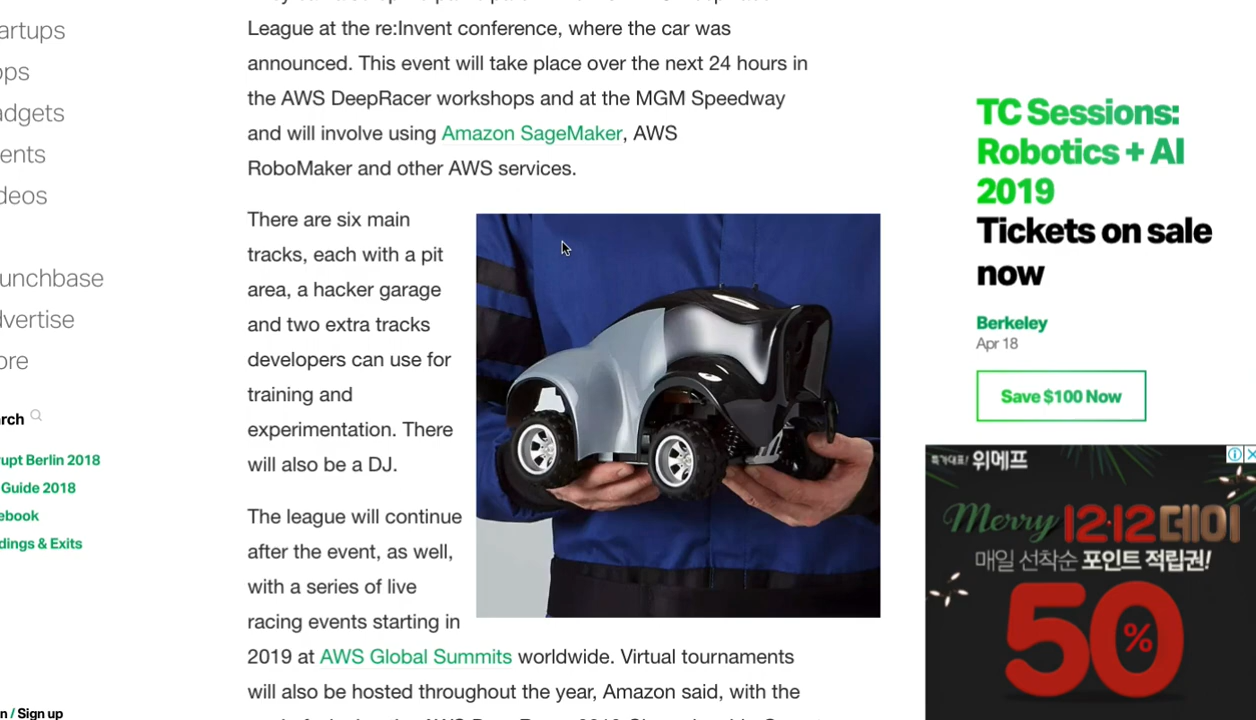 artups
ops
adgets
ents
deos
unchbase
dvertise
ore
arch
rupt Berlin 2018
Guide 2018
ebook
dings & Exits
n / Sign up
League at the re:Invent conference, where the car was
announced. This event will take place over the next 24 hours in
the AWS DeepRacer workshops and at the MGM Speedway
and will involve using Amazon SageMaker, AWS
RoboMaker and other AWS services.
There are six main
tracks, each with a pit
area, a hacker garage
and two extra tracks
developers can use for
training and
experimentation. There
will also be a DJ.
The league will continue
after the event, as well,
with a series of live
racing events starting in
2019 at AWS Global Summits worldwide. Virtual tournaments
will also be hosted throughout the year, Amazon said, with the
TC Sessions:
Robotics + AI
2019
Tickets on sale
now
Berkeley
Apr 18
Save $100 Now
특가대표! 위메프
Merry 12·12데이
매일 선착순 포인트 적립권!
50%